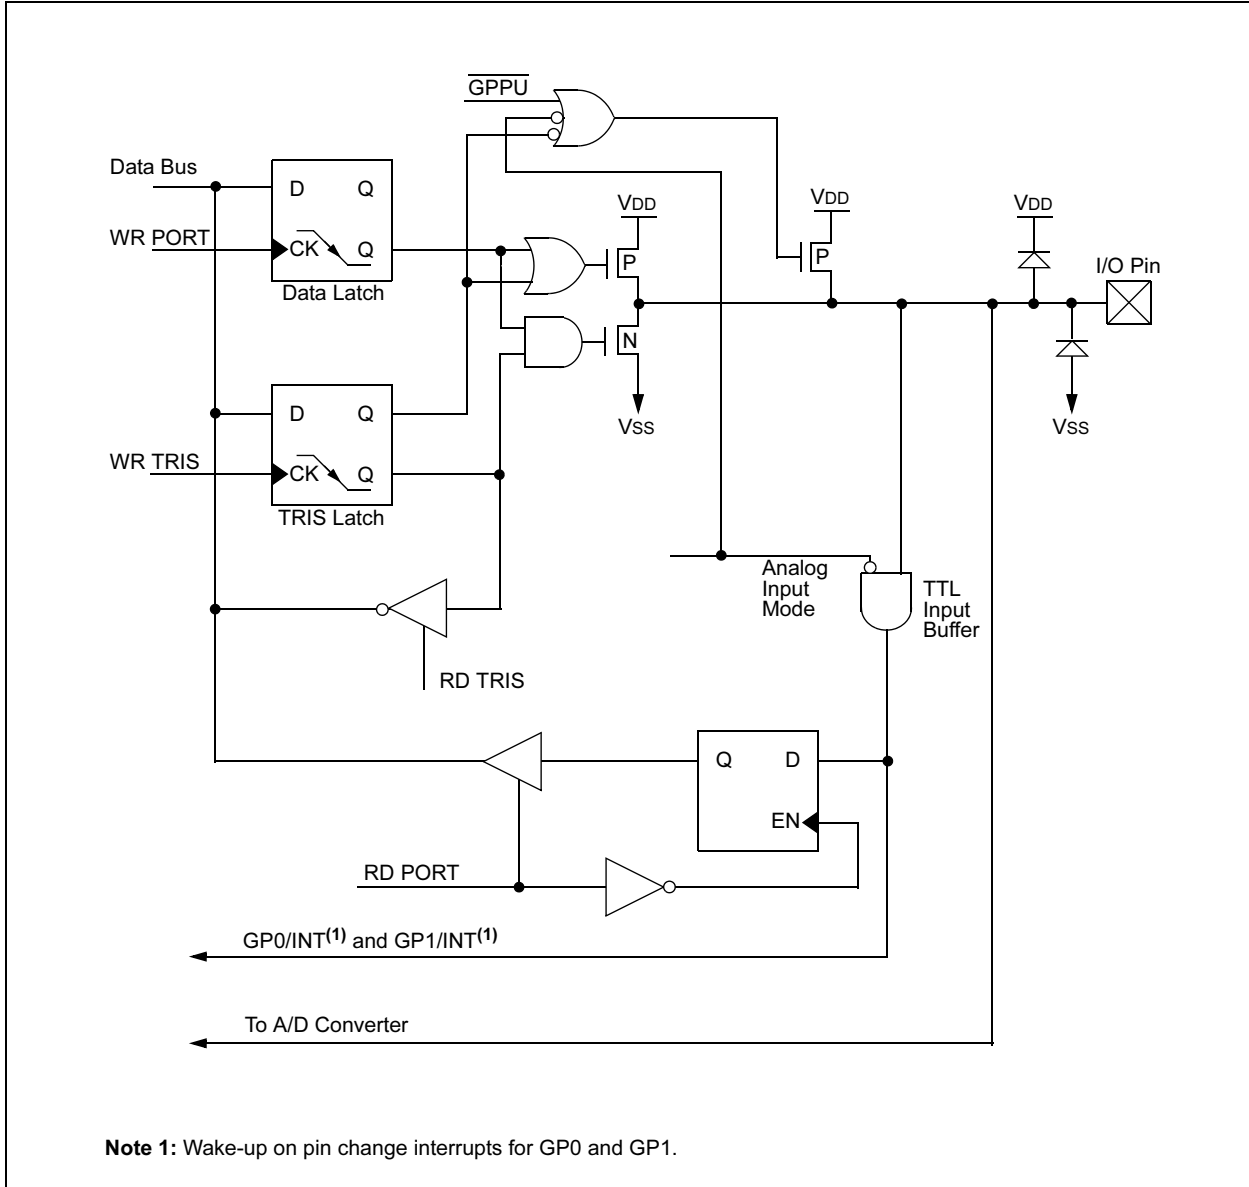 GPPU
Data Bus
D Q
WR PORT
CK Q
Data Latch
VDD
P
VDD
P
VDD
I/O Pin
N
VSS
VSS
D Q
WR TRIS
CK Q
TRIS Latch
Analog
Input
Mode
TTL
Input
Buffer
RD TRIS
Q D
EN
RD PORT
GP0/INT(1) and GP1/INT(1)
To A/D Converter
Note 1: Wake-up on pin change interrupts for GP0 and GP1.